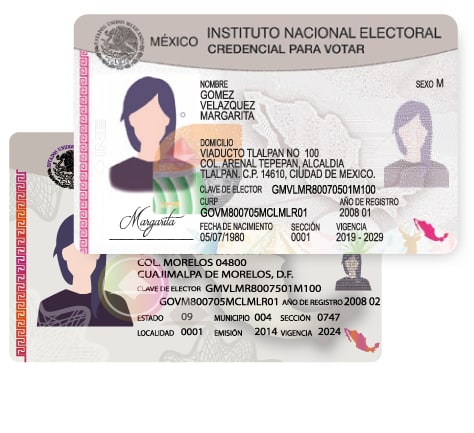 MÉXICO
INSTITUTO NACIONAL ELECTORAL
CREDENCIAL PARA VOTAR
NOMBRE
GOMEZ
VELAZQUEZ
MARGARITA
SEXO M
DOMICILIO
VIADUCTO TLALPAN NO 100
COL. ARENAL TEPEPAN, ALCALDIA
TLALPAN. C.P. 14610, CIUDAD DE MÉXICO.
CLAVE DE ELECTOR GMVLMR80070501M100
CURP
GOVM800705MCLMLR01
AÑO DE REGISTRO
2008 01
FECHA DE NACIMIENTO
05/07/1980
SECCIÓN
0001
VIGENCIA
2019 - 2029
Margarita
COL. MORELOS 04800
CUAJIMALPA DE MORELOS, D.F.
CLAVE DE ELECTOR GMVLMR8007501M100
GOVM800705MCLMLR01 AÑO DE REGISTRO 2008 02
ESTADO 09 MUNICIPIO 004 SECCIÓN 0747
LOCALIDAD 0001 EMISIÓN 2014 VIGENCIA 2024